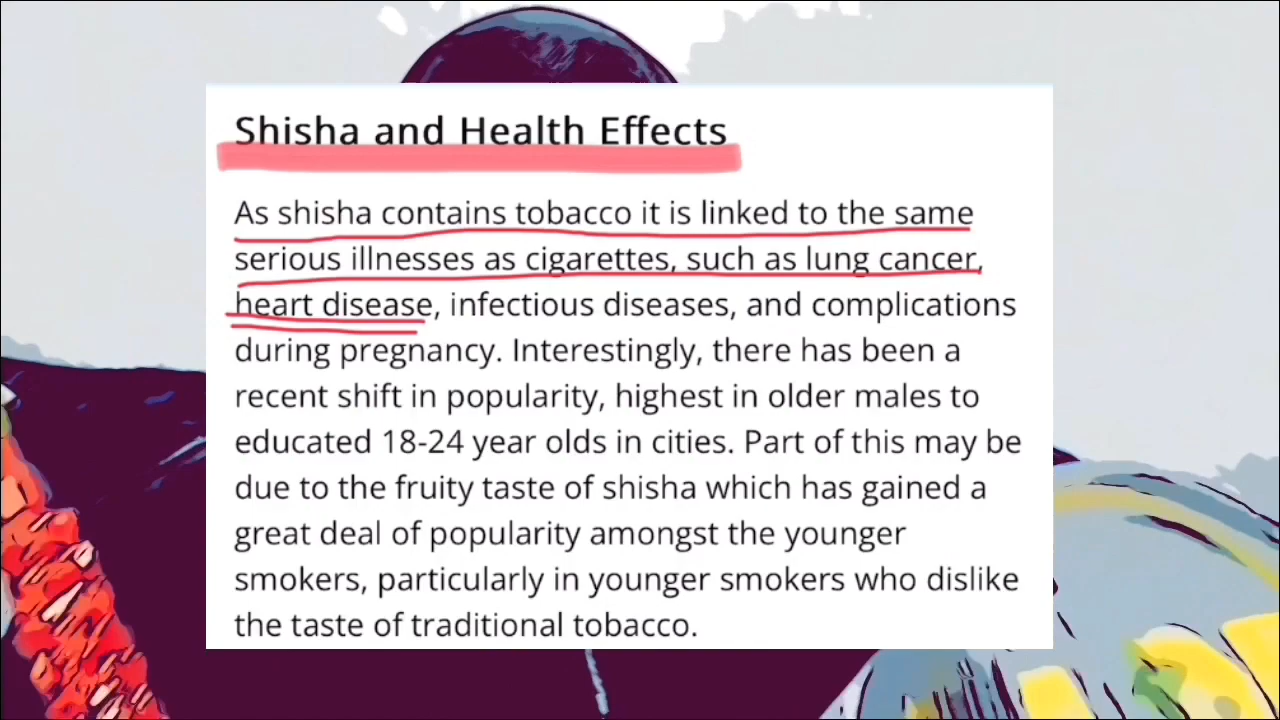 Shisha and Health Effects
As shisha contains tobacco it is linked to the same
serious illnesses as cigarettes, such as lung cancer,
heart disease, infectious diseases, and complications
during pregnancy. Interestingly, there has been a
recent shift in popularity, highest in older males to
educated 18-24 year olds in cities. Part of this may be
due to the fruity taste of shisha which has gained a
great deal of popularity amongst the younger
smokers, particularly in younger smokers who dislike
the taste of traditional tobacco.